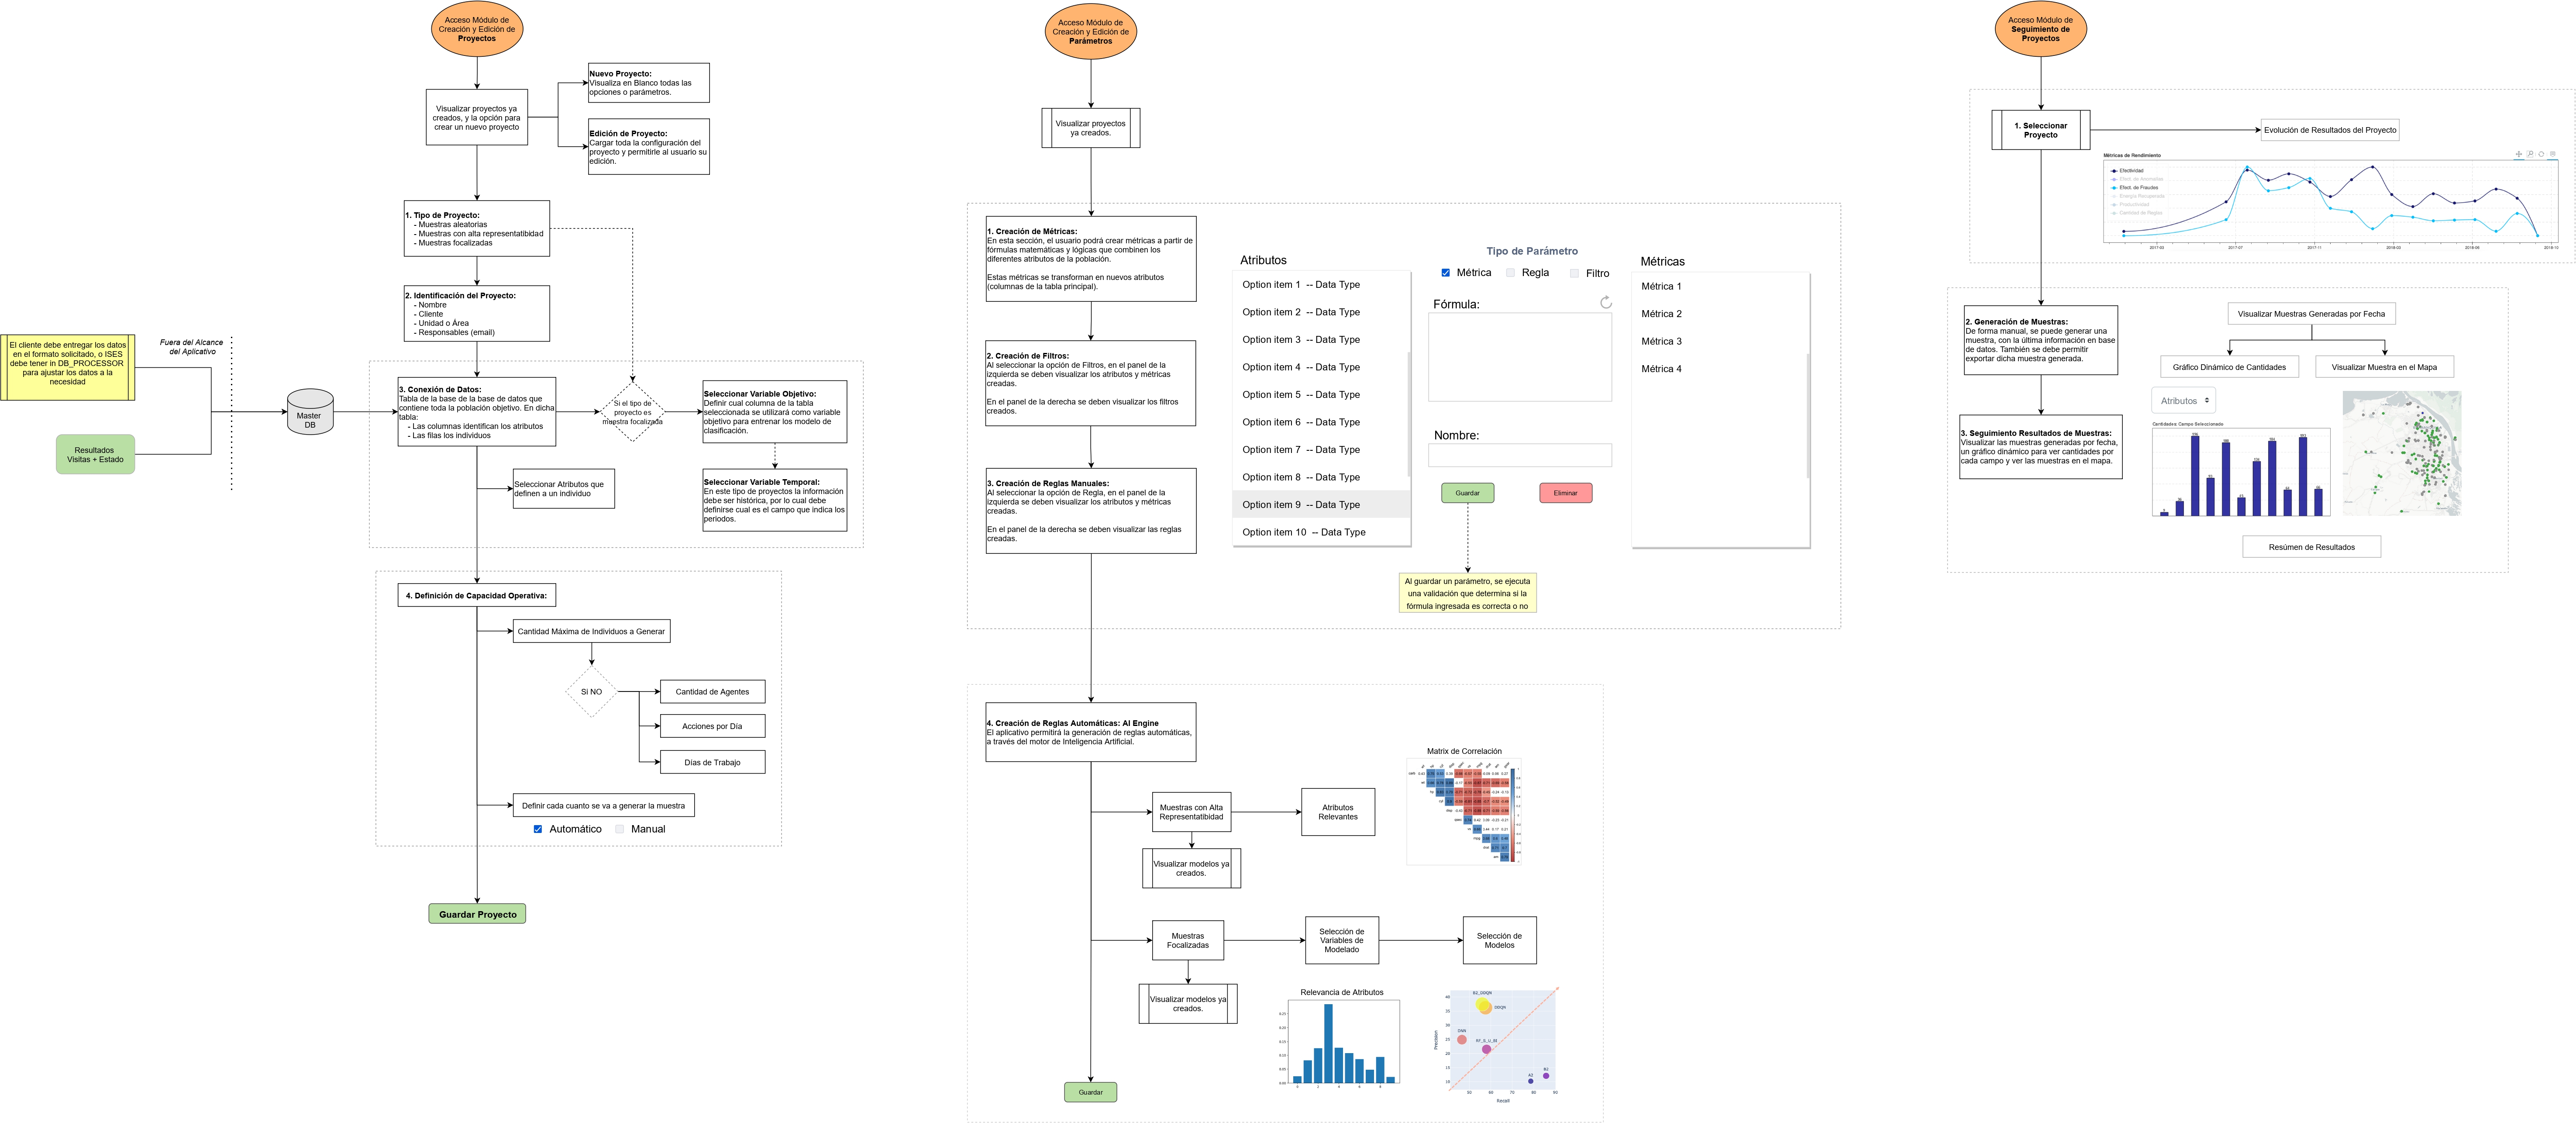 Acceso Módulo de
Creación y Edición de
Proyectos
Visualizar proyectos ya
creados, y la opción para
crear un nuevo proyecto
Nuevo Proyecto:
Visualiza en Blanco todas las
opciones o parámetros.
Edición de Proyecto:
Cargar toda la configuración del
proyecto y permitirle al usuario su
edición.
1. Tipo de Proyecto:
- Muestras aleatorias
- Muestras con alta representatibidad
- Muestras focalizadas
2. Identificación del Proyecto:
- Nombre
- Cliente
- Unidad o Área
- Responsables (email)
El cliente debe entregar los datos
en el formato solicitado, o ISES
debe tener in DB_PROCESSOR
para ajustar los datos a la
necesidad
Fuera del Alcance
del Aplicativo
Resultados
Visitas + Estado
Master
DB
3. Conexión de Datos:
Tabla de la base de la base de datos que
contiene toda la población objetivo. En dicha
tabla:
- Las columnas identifican los atributos
- Las filas los individuos
Si el tipo de
proyecto es
muestra focalizada
Seleccionar Variable Objetivo:
Definir cual columna de la tabla
seleccionada se utilizará como variable
objetivo para entrenar los modelo de
clasificación.
Seleccionar Atributos que
definen a un individuo
Seleccionar Variable Temporal:
En este tipo de proyectos la información
debe ser histórica, por lo cual debe
definirse cual es el campo que indica los
periodos.
4. Definición de Capacidad Operativa:
Cantidad Máxima de Individuos a Generar
Si NO
Cantidad de Agentes
Acciones por Día
Días de Trabajo
Definir cada cuanto se va a generar la muestra
Automático
Manual
Guardar Proyecto
Acceso Módulo de
Creación y Edición de
Parámetros
Visualizar proyectos
ya creados.
1. Creación de Métricas:
En esta sección, el usuario podrá crear métricas a partir de
fórmulas matemáticas y lógicas que combinen los
diferentes atributos de la población.
Estas métricas se transforman en nuevos atributos
(columnas de la tabla principal).
2. Creación de Filtros:
Al seleccionar la opción de Filtros, en el panel de la
izquierda se deben visualizar los atributos y métricas
creadas.
En el panel de la derecha se deben visualizar los filtros
creados.
3. Creación de Reglas Manuales:
Al seleccionar la opción de Regla, en el panel de la
izquierda se deben visualizar los atributos y métricas
creadas.
En el panel de la derecha se deben visualizar las reglas
creadas.
Atributos
Option item 1 -- Data Type
Option item 2 -- Data Type
Option item 3 -- Data Type
Option item 4 -- Data Type
Option item 5 -- Data Type
Option item 6 -- Data Type
Option item 7 -- Data Type
Option item 8 -- Data Type
Option item 9 -- Data Type
Option item 10 -- Data Type
Tipo de Parámetro
Métrica
Regla
Filtro
Fórmula:
Nombre:
Guardar
Eliminar
Al guardar un parámetro, se ejecuta
una validación que determina si la
fórmula ingresada es correcta o no
Métricas
Métrica 1
Métrica 2
Métrica 3
Métrica 4
4. Creación de Reglas Automáticas: AI Engine
El aplicativo permitirá la generación de reglas automáticas,
a través del motor de Inteligencia Artificial.
Muestras con Alta
Representatibidad
Atributos
Relevantes
Visualizar modelos ya
creados.
Matrix de Correlación
Muestras
Focalizadas
Selección de
Variables de
Modelado
Selección de
Modelos
Visualizar modelos ya
creados.
Relevancia de Atributos
Precision
Recall
DDQM
DNN
Guardar
Acceso Módulo de
Seguimiento de
Proyectos
1. Seleccionar
Proyecto
Evolución de Resultados del Proyecto
Métricas de Rendimiento
Efectividad
Efect. de Anomalías
Efect. de Fraudes
Energía Recuperada
Productividad
Cantidad de Reglas
2017-03
2017-07
2017-11
2018-03
2. Generación de Muestras:
De forma manual, se puede generar una
muestra, con la última información en base
de datos. También se debe permitir
exportar dicha muestra generada.
3. Seguimiento Resultados de Muestras:
Visualizar las muestras generadas por fecha,
un gráfico dinámico para ver cantidades por
cada campo y ver las muestras en el mapa.
Visualizar Muestras Generadas por Fecha
Gráfico Dinámico de Cantidades
Visualizar Muestra en el Mapa
Atributos
Cantidades: Campo Seleccionado
Resúmen de Resultados